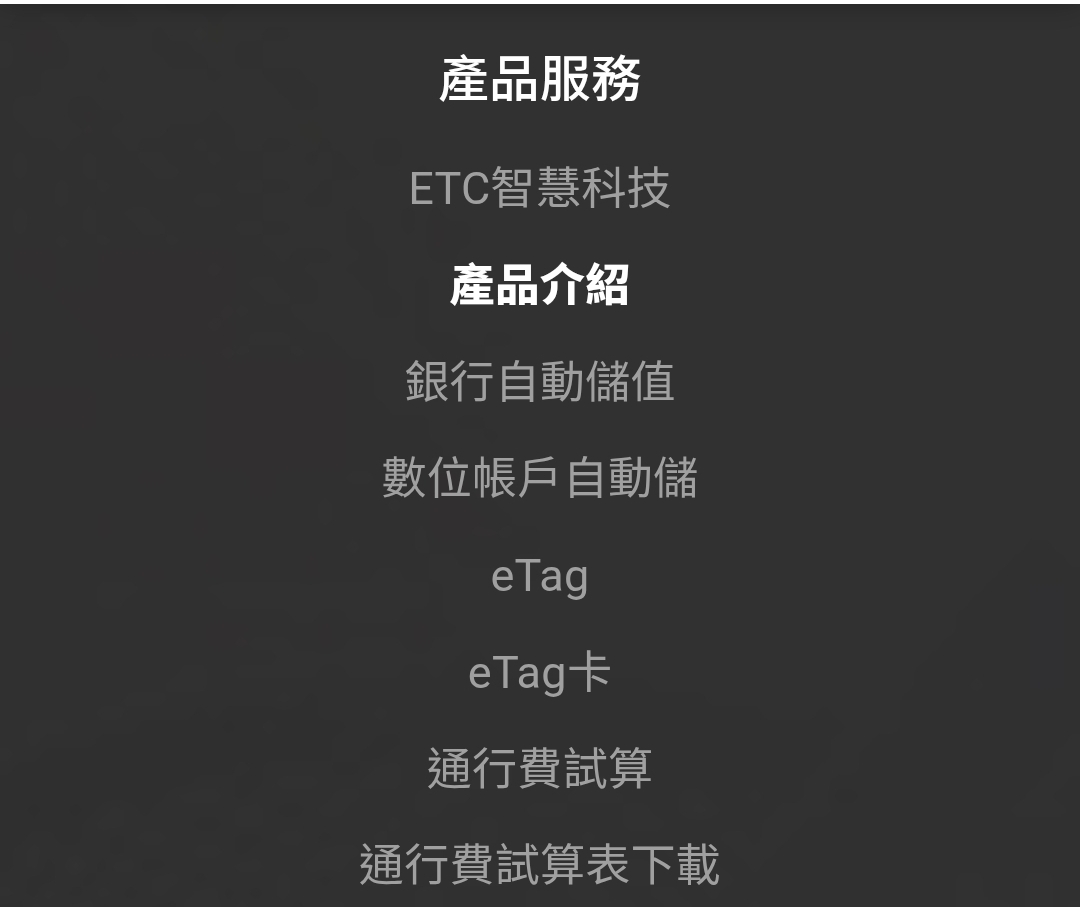 產品服務
ETC智慧科技
產品介紹
銀行自動儲值
數位帳戶自動儲
eTag
eTag卡
通行費試算
通行費試算表下載